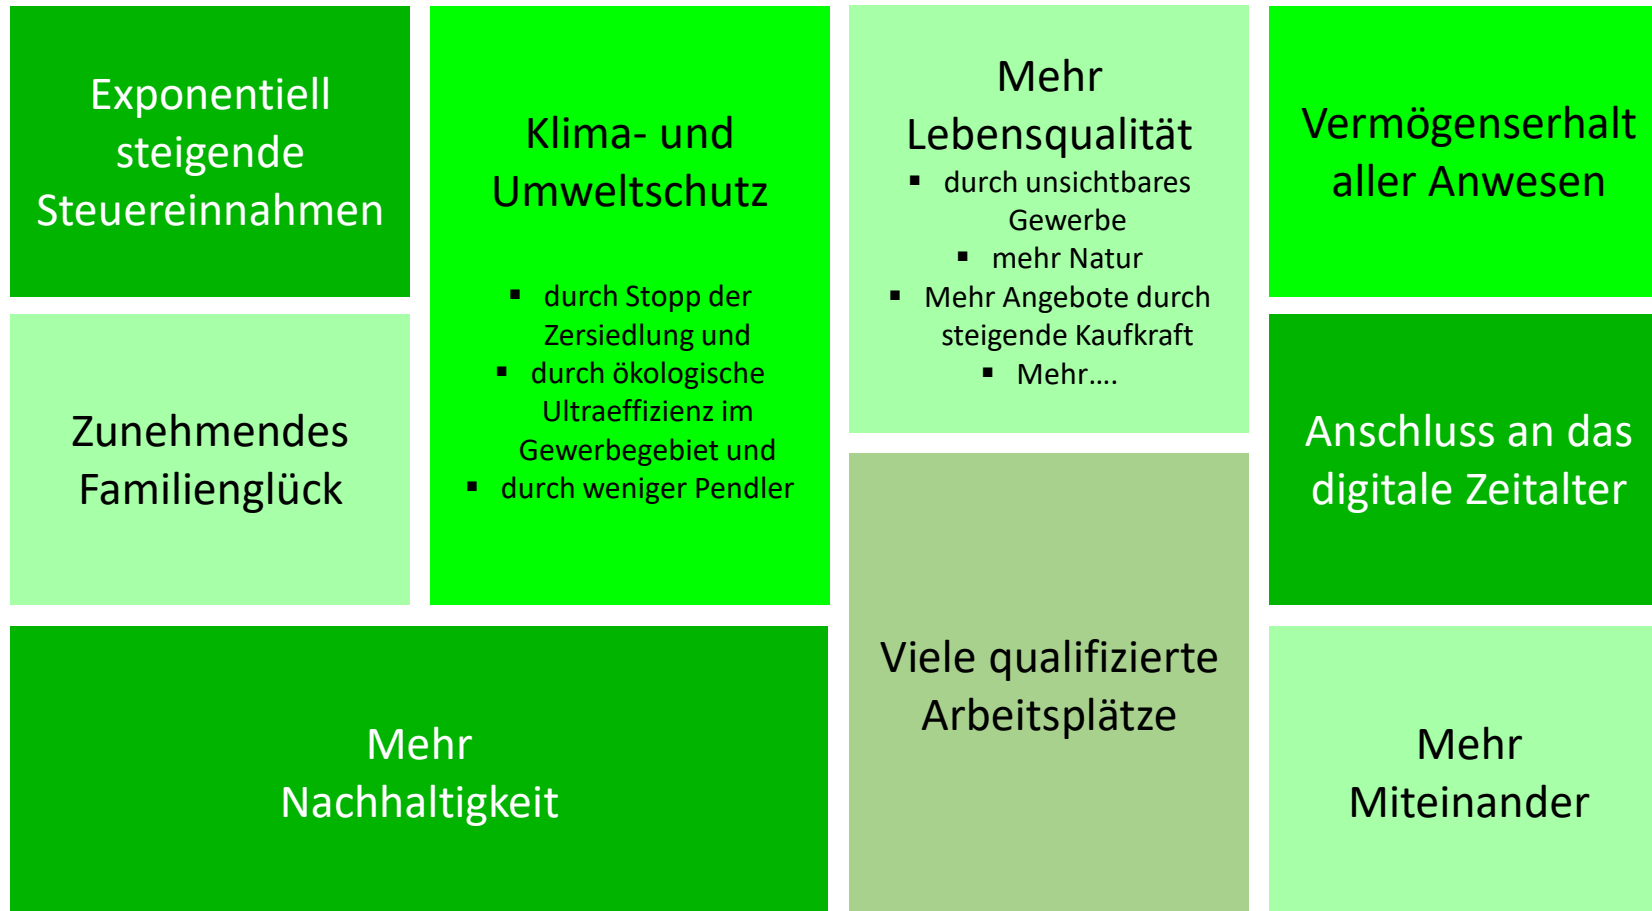 Exponentiell
steigende
Steuereinnahmen
Zunehmendes
Familienglück
Klima- und
Umweltschutz
▪ durch Stopp der
Zersiedlung und
▪ durch ökologische
Ultraeffizienz im
Gewerbegebiet und
▪ durch weniger Pendler
Mehr
Nachhaltigkeit
Mehr
Lebensqualität
▪ durch unsichtbares
Gewerbe
▪ mehr Natur
▪ Mehr Angebote durch
steigende Kaufkraft
▪ Mehr....
Viele qualifizierte
Arbeitsplätze
Vermögenserhalt
aller Anwesen
Anschluss an das
digitale Zeitalter
Mehr
Miteinander